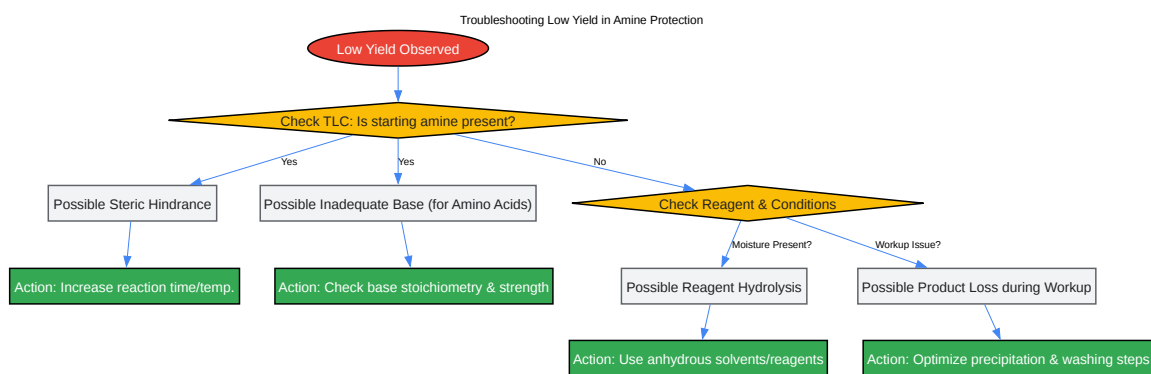 Troubleshooting Low Yield in Amine Protection
Low Yield Observed
Check TLC: Is starting amine present?
Yes
Yes
No
Possible Steric Hindrance
Possible Inadequate Base (for Amino Acids)
Check Reagent & Conditions
Moisture Present?
Workup Issue?
Action: Increase reaction time/temp.
Action: Check base stoichiometry & strength
Possible Reagent Hydrolysis
Possible Product Loss during Workup
Action: Use anhydrous solvents/reagents
Action: Optimize precipitation & washing steps